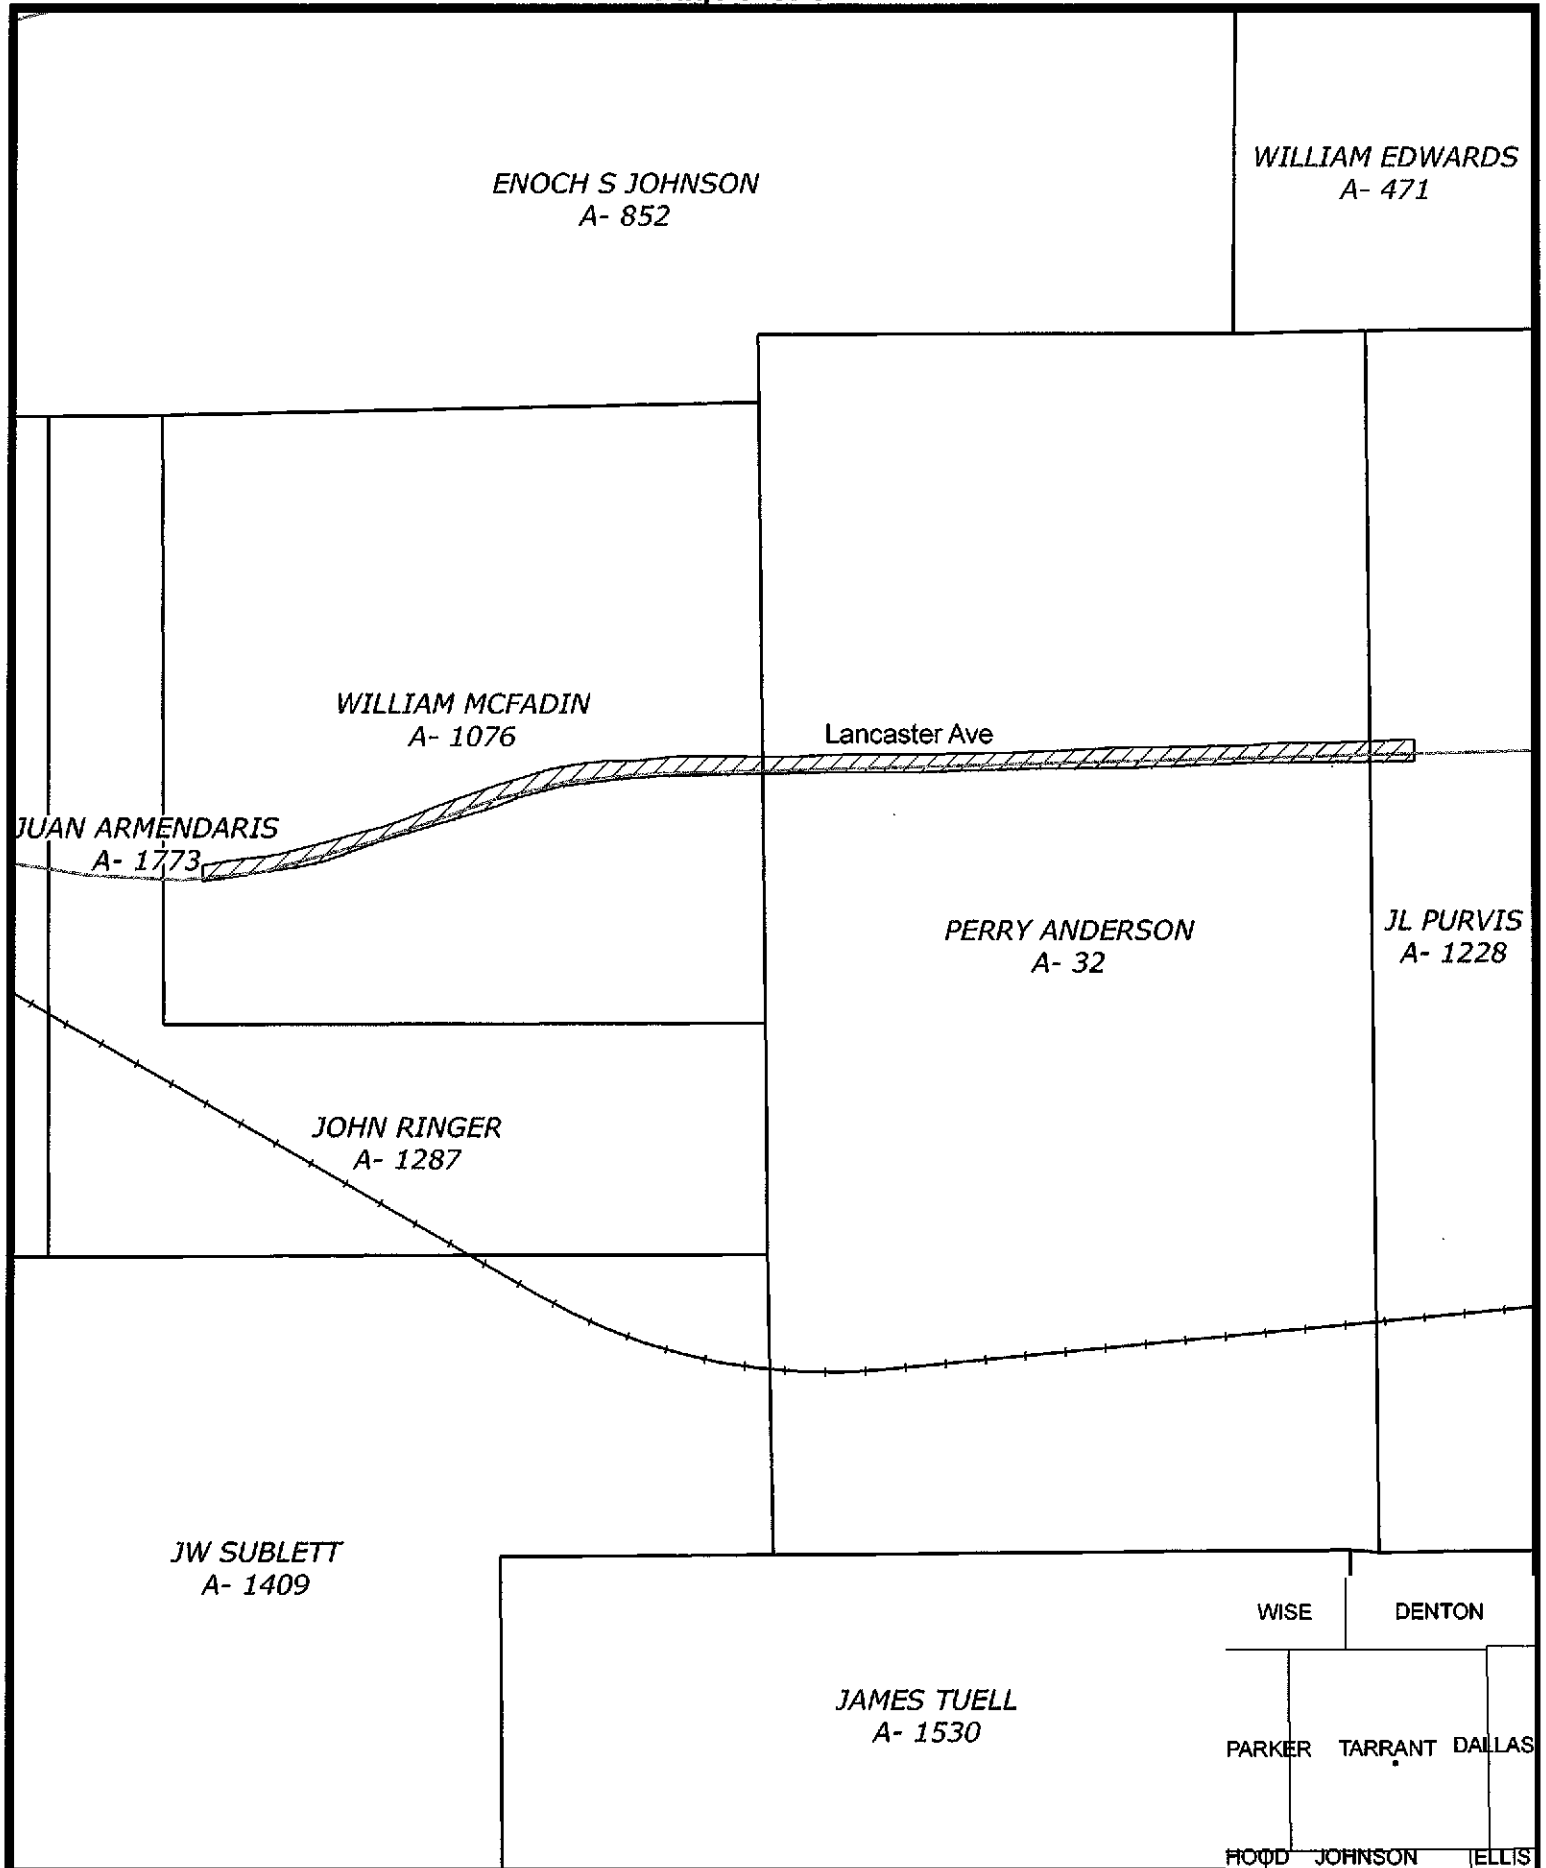 ENOCH S JOHNSON
A- 852
WILLIAM EDWARDS
A- 471
WILLIAM MCFADIN
A- 1076
Lancaster Ave
JUAN ARMENDARIS
A- 1773
PERRY ANDERSON
A- 32
JL PURVIS
A- 1228
JOHN RINGER
A- 1287
JW SUBLETT
A- 1409
JAMES TUELL
A- 1530
WISE DENTON
PARKER TARRANT DALLAS
HOOD JOHNSON ELLIS